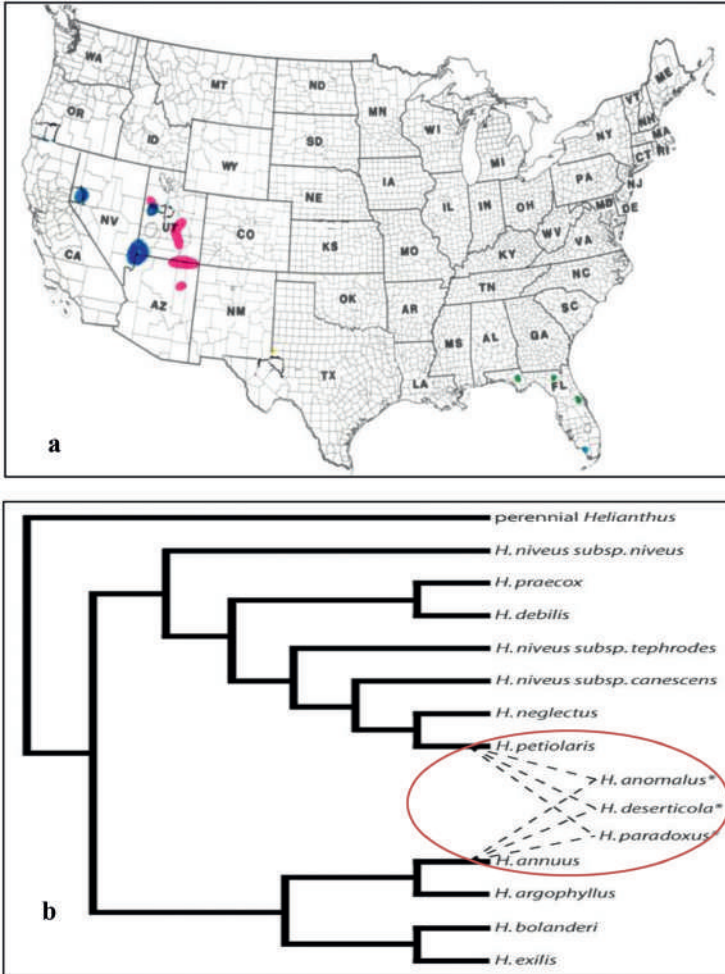 WA
MT
ND
MN
ME
OR
ID
SD
WI
MI
VT
NH
NY
MA
CT
RI
WY
NE
IA
PA
NJ
NV
UT
CO
IL
IN
OH
MD
DE
WV
VA
CA
KS
MO
KY
NC
AZ
NM
OK
AR
TN
SC
TX
LA
MS
AL
GA
FL
a
perennial Helianthus
H. niveus subsp. niveus
H. praecox
H. debilis
H. niveus subsp. tephrodes
H. niveus subsp. canescens
H. neglectus
H. petiolaris
H. anomalus*
H. deserticola*
H. paradoxus*
H. annuus
H. argophyllus
b
H. bolanderi
H. exilis